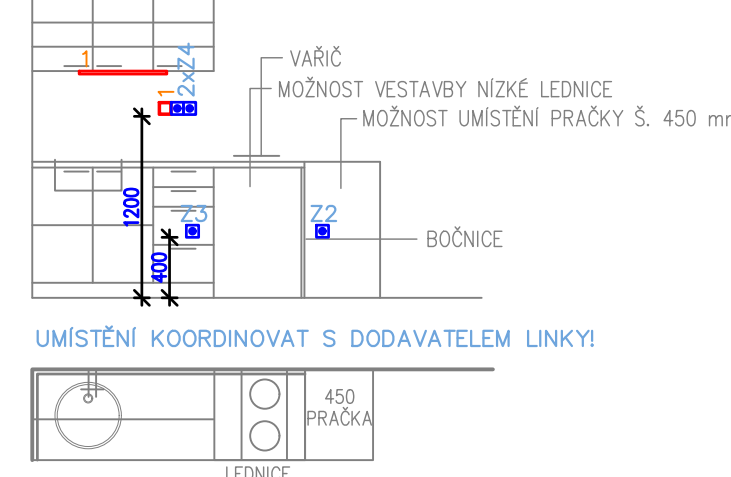 1
2xZ4
1
VAŘIČ
MOŽNOST VESTAVBY NÍZKÉ LEDNICE
MOŽNOST UMÍSTĚNÍ PRAČKY Š. 450 mm
1200
Z3
Z2
400
BOČNICE
UMÍSTĚNÍ KOORDINOVAT S DODAVATELEM LINKY!
450
PRAČKA
LEDNICE